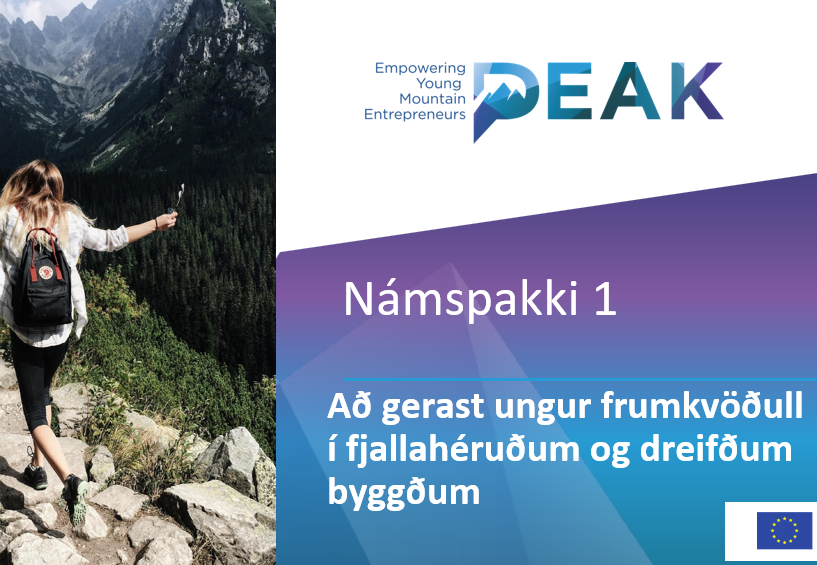 Empowering
Young
Mountain
Entrepreneurs
PEAK
Námspakki 1
Að gerast ungur frumkvöðull
í fjallahéruðum og dreifðum
byggðum